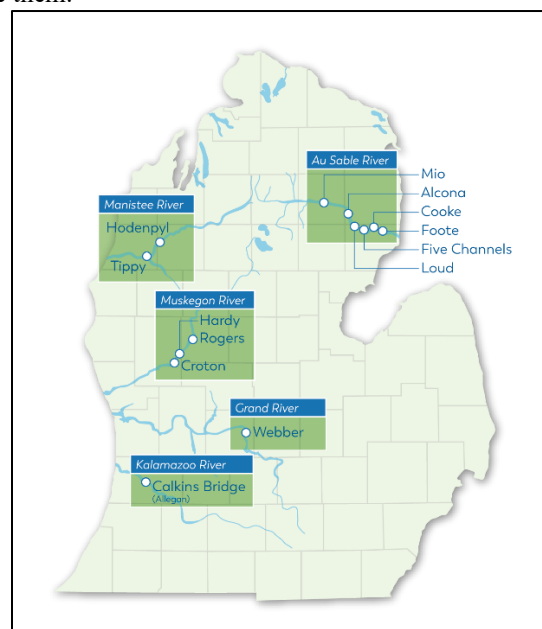 Au Sable River
Mio
Alcona
Cooke
Foote
Five Channels
Loud
Manistee River
Hodenpyl
Tippy
Muskegon River
Hardy
Rogers
Croton
Grand River
Webber
Kalamazoo River
Calkins Bridge
(Allegan)